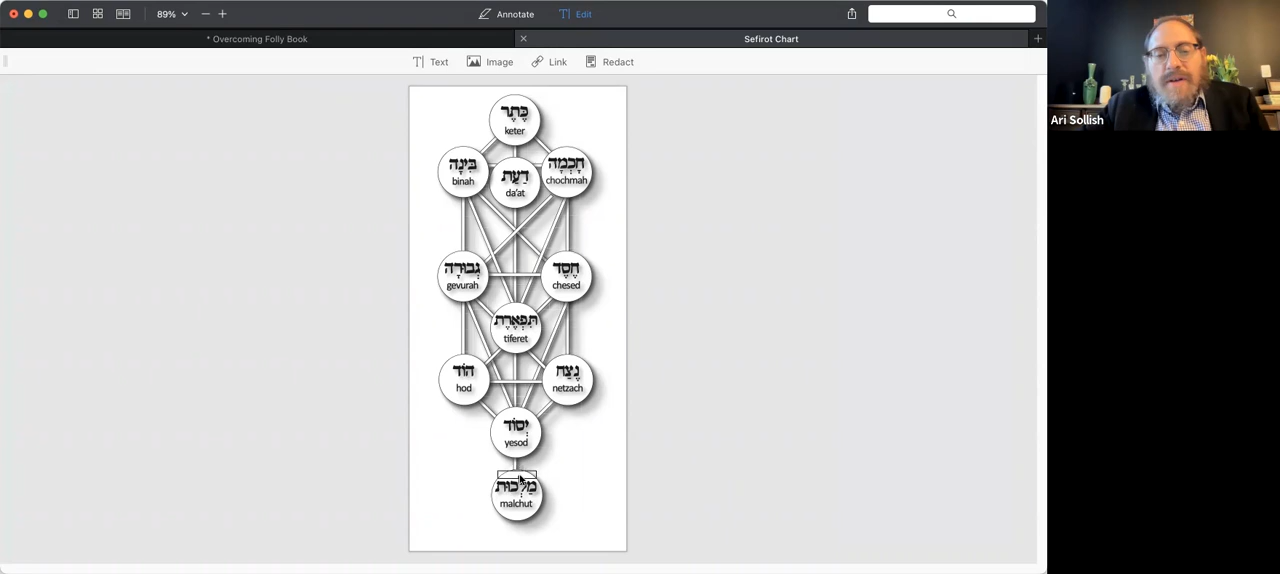 89%
Annotate
Edit
* Overcoming Folly Book
Sefirot Chart
Text
Image
Link
Redact
Ari Sollish
כֶּתֶר
keter
בִּינָה
binah
דַעַת
da'at
חָכְמָה
chochmah
גְבוּרָה
gevurah
חֶסֶד
chesed
תִּפְאֶרֶת
tiferet
הוֹד
hod
נֶצַח
netzach
יְסוֹד
yesod
מַלְכוּת
malchut